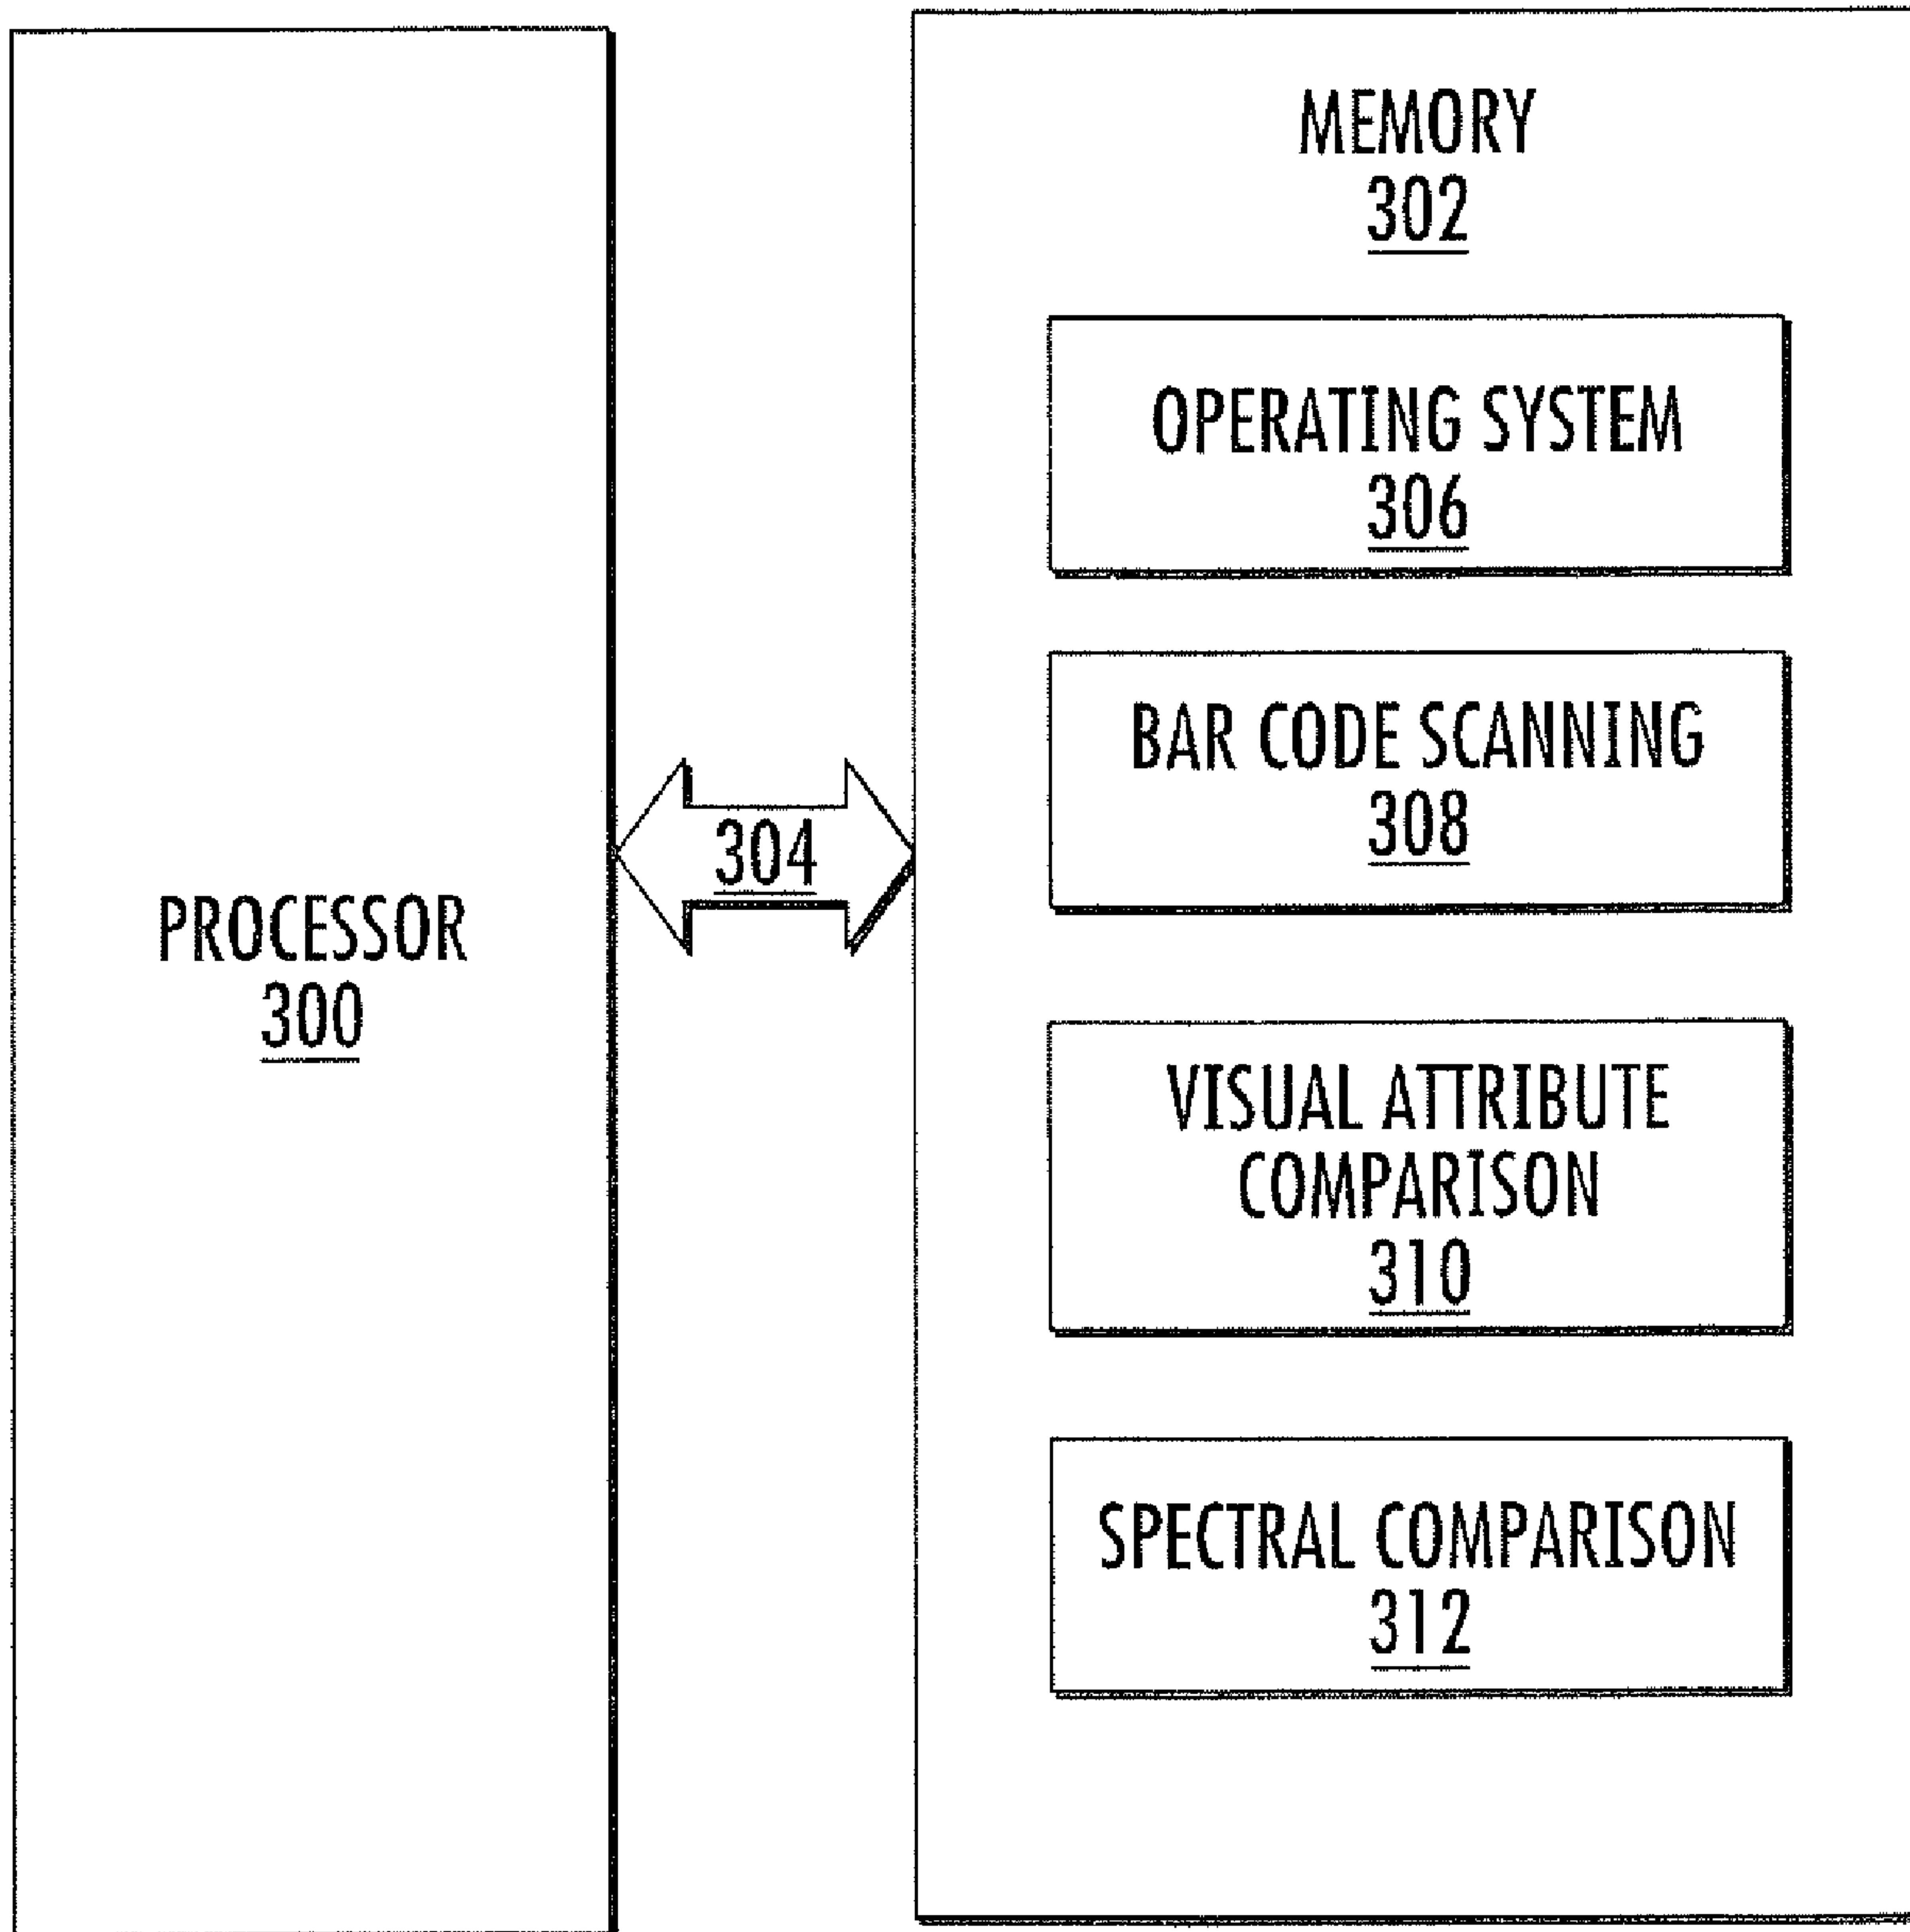 PROCESSOR
300
304
MEMORY
302
OPERATING SYSTEM
306
BAR CODE SCANNING
308
VISUAL ATTRIBUTE
COMPARISON
310
SPECTRAL COMPARISON
312